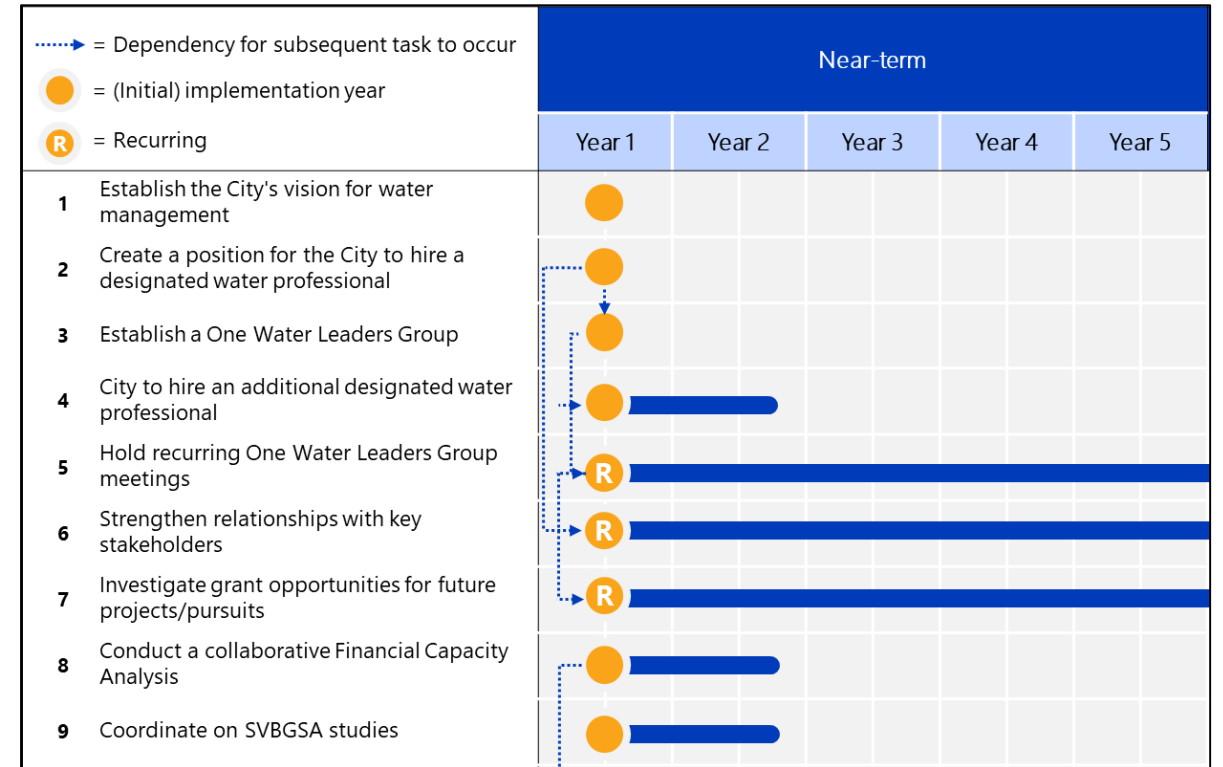 = Dependency for subsequent task to occur
= (Initial) implementation year
R = Recurring
Near-term
Year 1 Year 2 Year 3 Year 4 Year 5
1 Establish the City's vision for water
management
2 Create a position for the City to hire a
designated water professional
3 Establish a One Water Leaders Group
4 City to hire an additional designated water
professional
5 Hold recurring One Water Leaders Group
meetings
R
6 Strengthen relationships with key
stakeholders
R
7 Investigate grant opportunities for future
projects/pursuits
R
8 Conduct a collaborative Financial Capacity
Analysis
9 Coordinate on SVBGSA studies